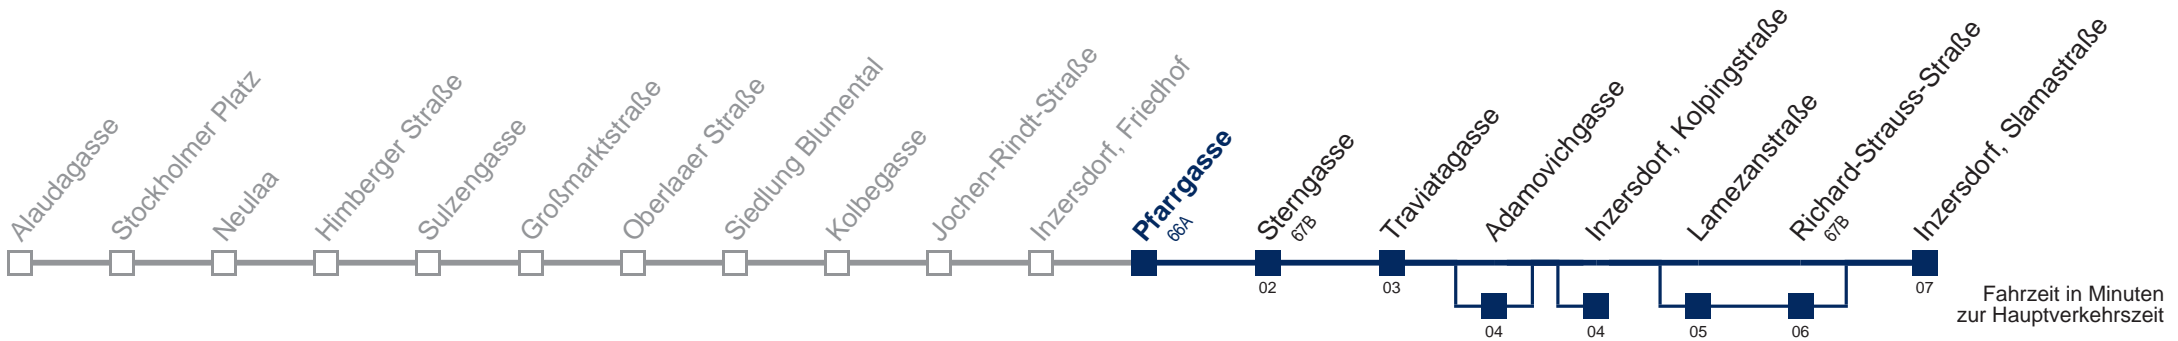 Alaudagasse
Stockholmer Platz
Neulaa
Himberger Straße
Sulzengasse
Großmarktstraße
Oberlaaer Straße
Siedlung Blumental
Kolbegasse
Jochen-Rindt-Straße
Inzersdorf, Friedhof
Pfarrgasse
66A
Sterngasse
67B
Traviatagasse
Adamovichgasse
Inzersdorf, Kolpingstraße
Lamezanstraße
Richard-Strauss-Straße
67B
Inzersdorf, Slamastraße
02
03
04
04
05
06
07
Fahrzeit in Minuten
zur Hauptverkehrszeit